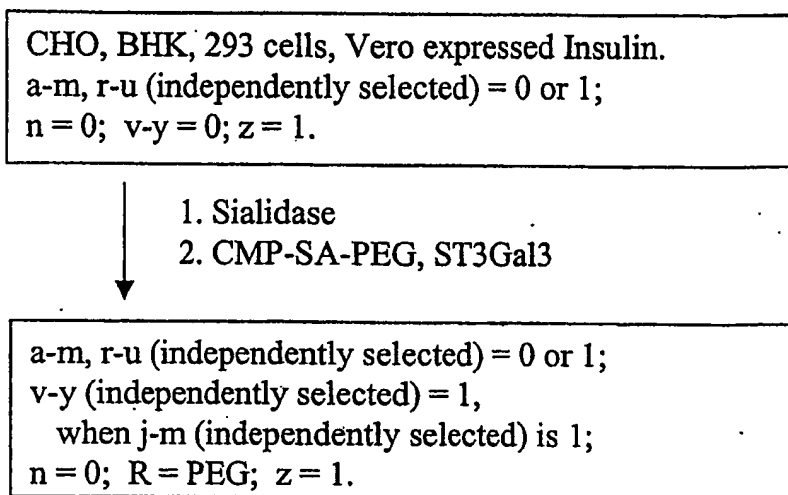 CHO, BHK, 293 cells, Vero expressed Insulin.
a-m, r-u (independently selected) = 0 or 1;
n = 0; v-y = 0; z = 1.
1. Sialidase
2. CMP-SA-PEG, ST3Gal3
a-m, r-u (independently selected) = 0 or 1;
v-y (independently selected) = 1,
when j-m (independently selected) is 1;
n = 0; R = PEG; z = 1.